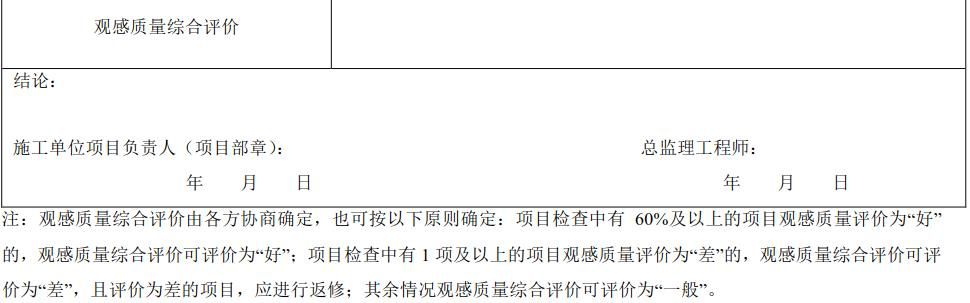 观感质量综合评价
结论：
施工单位项目负责人（项目部章）： 总监理工程师：
年 月 日 年 月 日
注：观感质量综合评价由各方协商确定，也可按以下原则确定：项目检查中有 60%及以上的项目观感质量评价为“好”
的，观感质量综合评价可评价为“好”；项目检查中有 1 项及以上的项目观感质量评价为“差”的，观感质量综合评价可评
价为“差”，且评价为差的项目，应进行返修；其余情况观感质量综合评价可评价为“一般”。